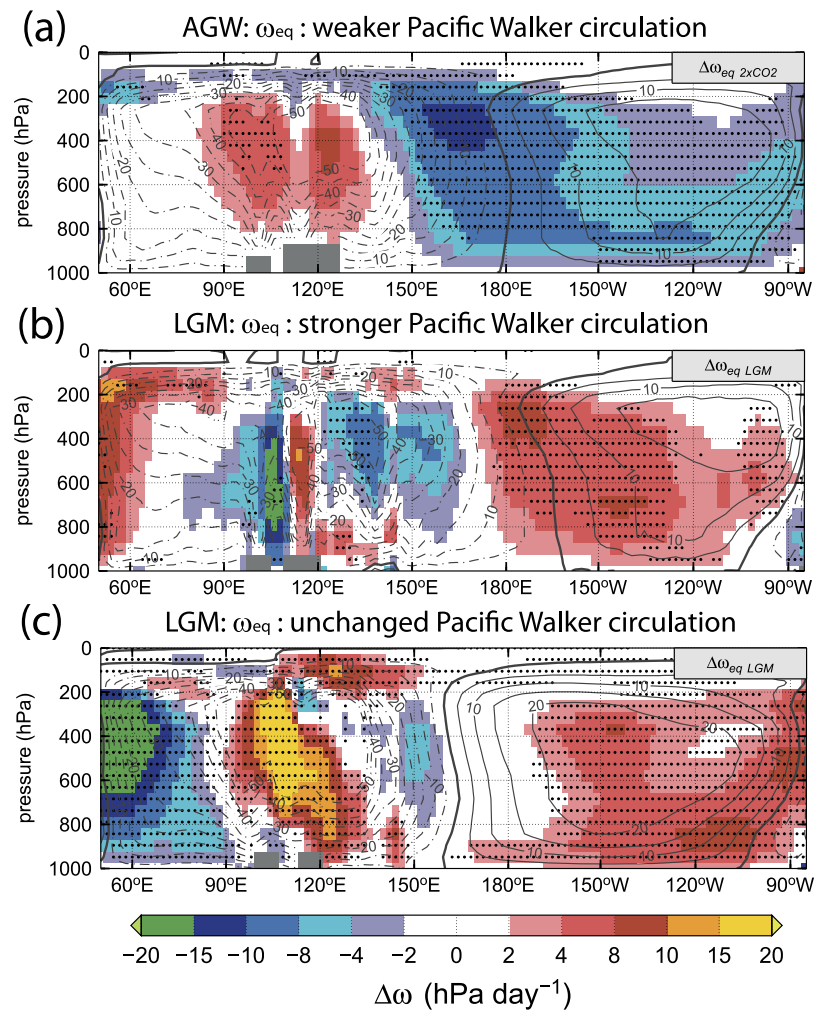 (a) AGW: ωeq : weaker Pacific Walker circulation
Δωeq 2xCO2
pressure (hPa)
0
200
400
600
800
1000
60°E 90°E 120°E 150°E 180°E 150°W 120°W 90°W
(b) LGM: ωeq : stronger Pacific Walker circulation
Δωeq LGM
pressure (hPa)
0
200
400
600
800
1000
60°E 90°E 120°E 150°E 180°E 150°W 120°W 90°W
(c) LGM: ωeq : unchanged Pacific Walker circulation
Δωeq LGM
pressure (hPa)
0
200
400
600
800
1000
60°E 90°E 120°E 150°E 180°E 150°W 120°W 90°W
−20 −15 −10 −8 −4 −2 0 2 4 8 10 15 20
Δω (hPa day⁻¹)